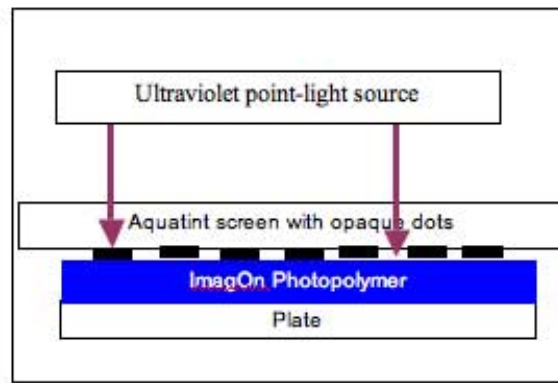 Ultraviolet point-light source
Aquatint screen with opaque dots
ImagOn Photopolymer
Plate